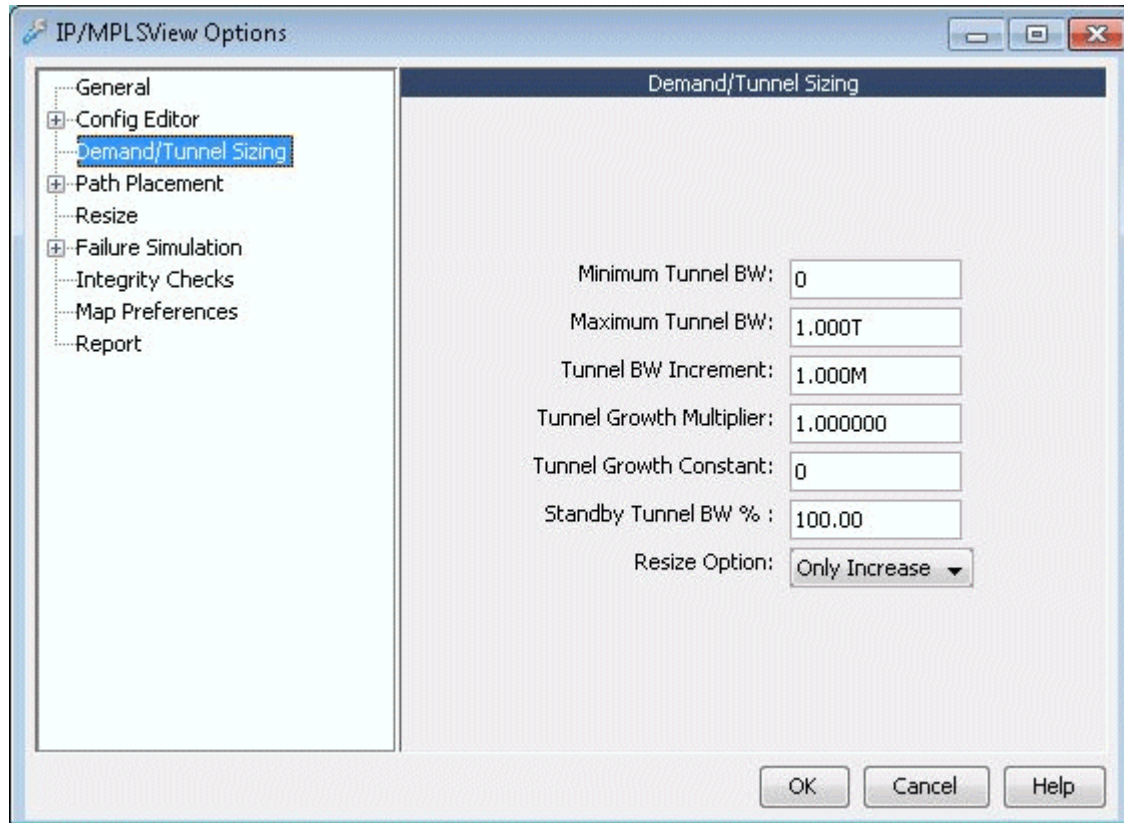 IP/MPLSView Options
General
Config Editor
Demand/Tunnel Sizing
Path Placement
Resize
Failure Simulation
Integrity Checks
Map Preferences
Report
Demand/Tunnel Sizing
Minimum Tunnel BW: 0
Maximum Tunnel BW: 1.000T
Tunnel BW Increment: 1.000M
Tunnel Growth Multiplier: 1.000000
Tunnel Growth Constant: 0
Standby Tunnel BW % : 100.00
Resize Option: Only Increase
OK Cancel Help